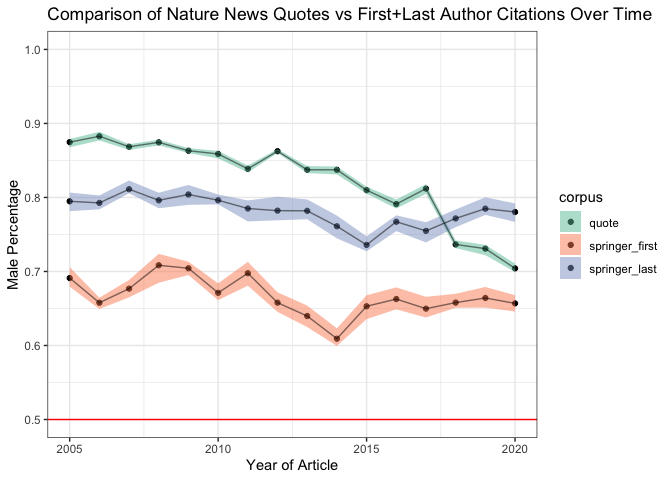 Comparison of Nature News Quotes vs First+Last Author Citations Over Time
1.0
0.9
0.8
0.7
0.6
0.5
Male Percentage
2005
2010
2015
2020
Year of Article
corpus
quote
springer_first
springer_last